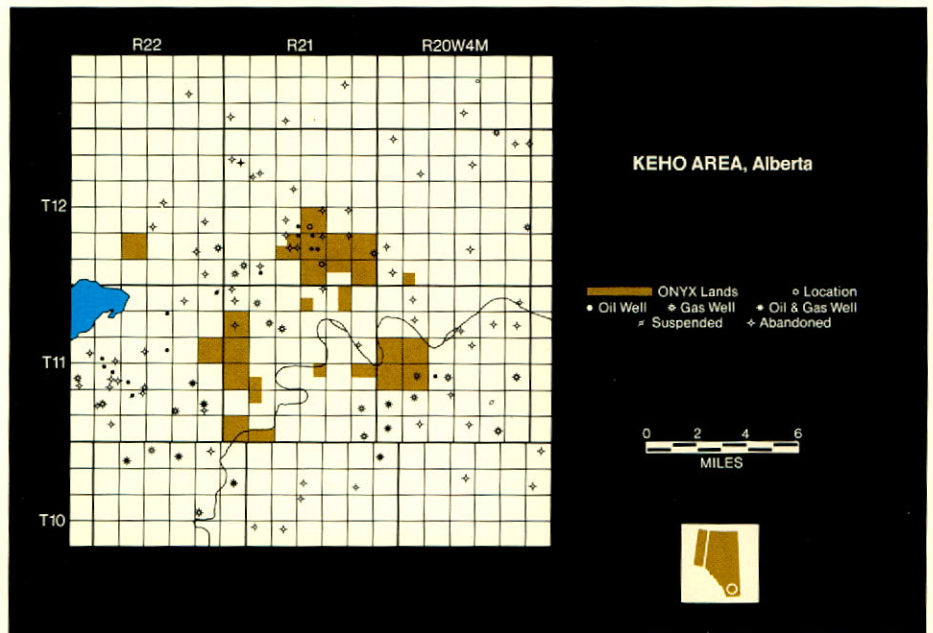 R22 R21 R20W4M
KEHO AREA, Alberta
T12
ONYX Lands Location
Oil Well Gas Well Oil & Gas Well
Suspended Abandoned
T11
0 2 4 6
MILES
T10